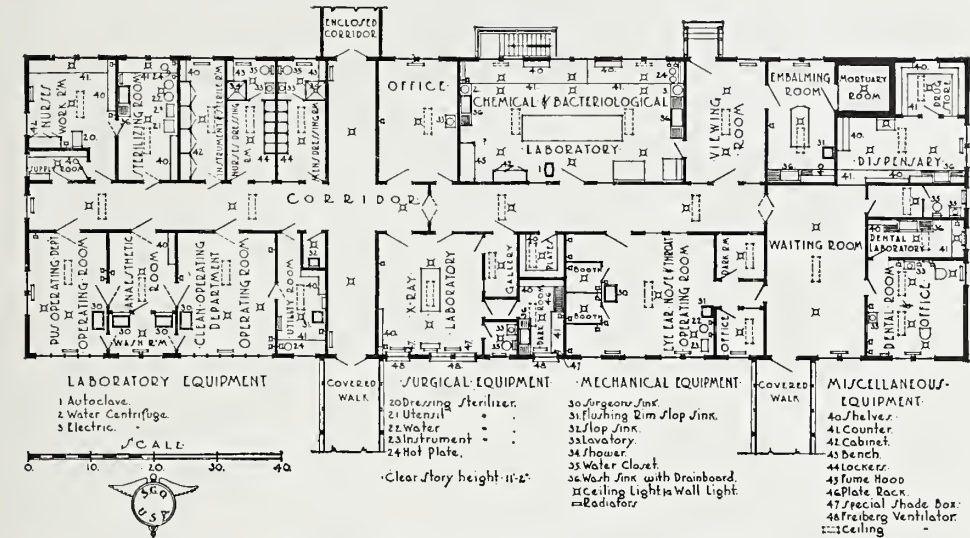 ENCLOSED
CORRIDOR
NURSES
WORK R'M
SUPPLY ROOM
STERILIZING ROOM
INSTRUMENT & STERILE R'M
NURSES DRESSING
RM
MENS DRESSING RM
OFFICE
CHEMICAL & BACTERIOLOGICAL
LABORATORY
VIEWING
ROOM
EMBALMING
ROOM
MORTUARY
ROOM
DRUG
STORE
DISPENSARY
CORRIDOR
PUS OPERATING DEPT
OPERATING ROOM
ANAESTHETIC
ROOM
WASH R'M
CLEAN OPERATING
DEPARTMENT
OPERATING ROOM
UTILITY ROOM
X-RAY
LABORATORY
GALLERY
PLATES
DARK ROOM
BOOTH
BOOTH
EYE EAR NOSE & THROAT
OPERATING ROOM
DARK RM
OFFICE
WAITING ROOM
DENTAL
LABORATORY
DENTAL ROOM
OFFICE
COVERED
WALK
COVERED
WALK
LABORATORY EQUIPMENT
1 Autoclave.
2 Water Centrifuge.
3 Electric. "
SCALE
0. 10. 20. 30. 40.
S.G.O.
U.S.A.
·SURGICAL·EQUIPMENT·
20 Dressing Sterilizer.
21 Utensil " .
22 Water " .
23 Instrument " .
24 Hot Plate.
·Clear story height·11'-2"
·MECHANICAL EQUIPMENT·
30 Surgeons Sink.
31 Flushing Rim Slop Sink.
32 Slop Sink.
33 Lavatory.
34 Shower.
35 Water Closet.
36 Wash Sink with Drainboard.
Ceiling Light Wall Light.
Radiators
MISCELLANEOUS-
EQUIPMENT-
40 Shelves.
41 Counter.
42 Cabinet.
43 Bench.
44 Lockers.
45 Fume Hood
46 Plate Rack.
47 Special Shade Box.
48 Freiberg Ventilator.
Ceiling "